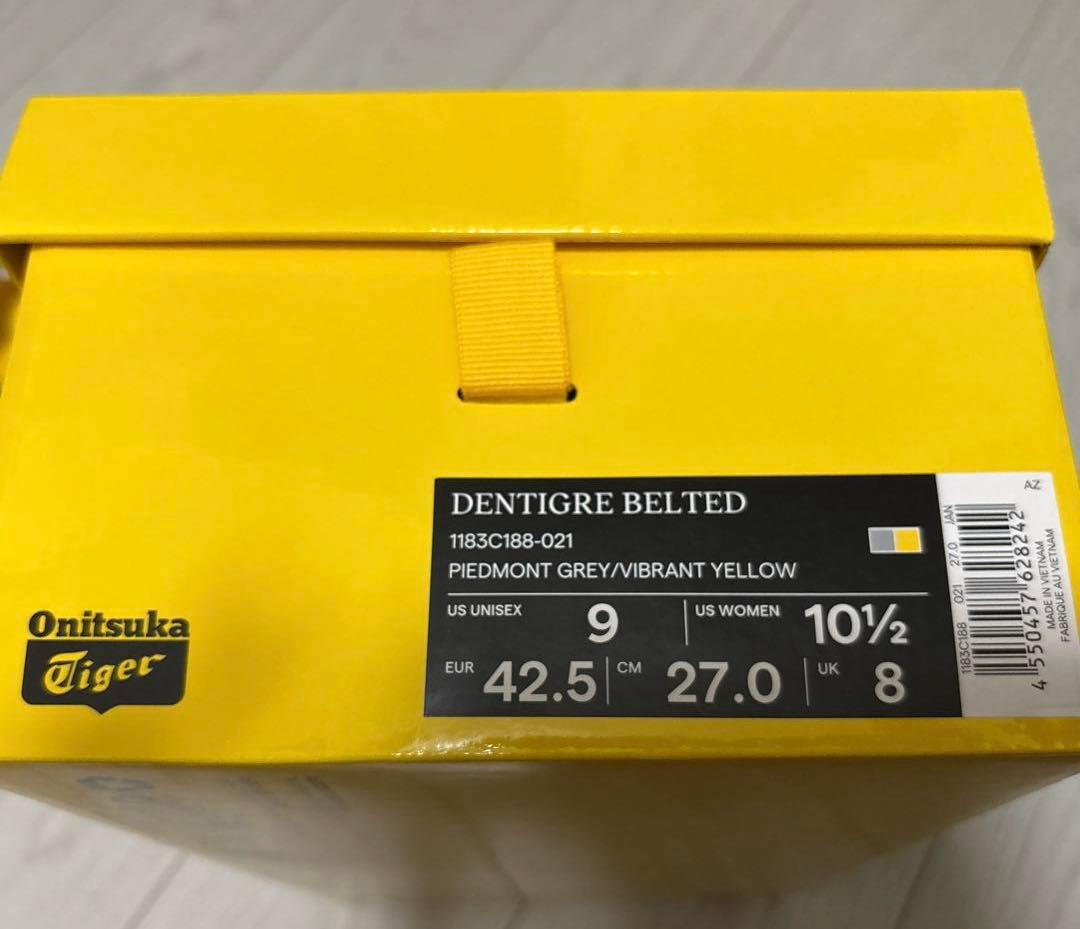 Onitsuka
Tiger
DENTIGRE BELTED
1183C188-021
PIEDMONT GREY/VIBRANT YELLOW
US UNISEX 9 US WOMEN 10½
EUR 42.5 CM 27.0 UK 8
1183C188 021 27.0 JAN
4 550457 628242
AZ
MADE IN VIETNAM
FABRIQUE AU VIETNAM